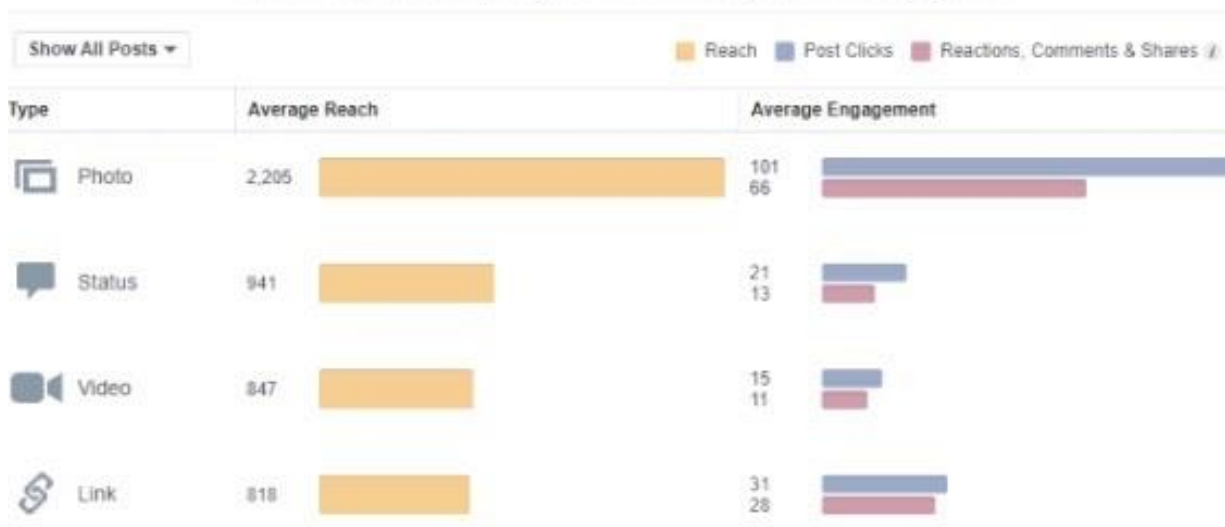 Show All Posts
Reach Post Clicks Reactions, Comments & Shares i
Type Average Reach Average Engagement
Photo 2,205 101
66
Status 941 21
13
Video 847 15
11
Link 818 31
28